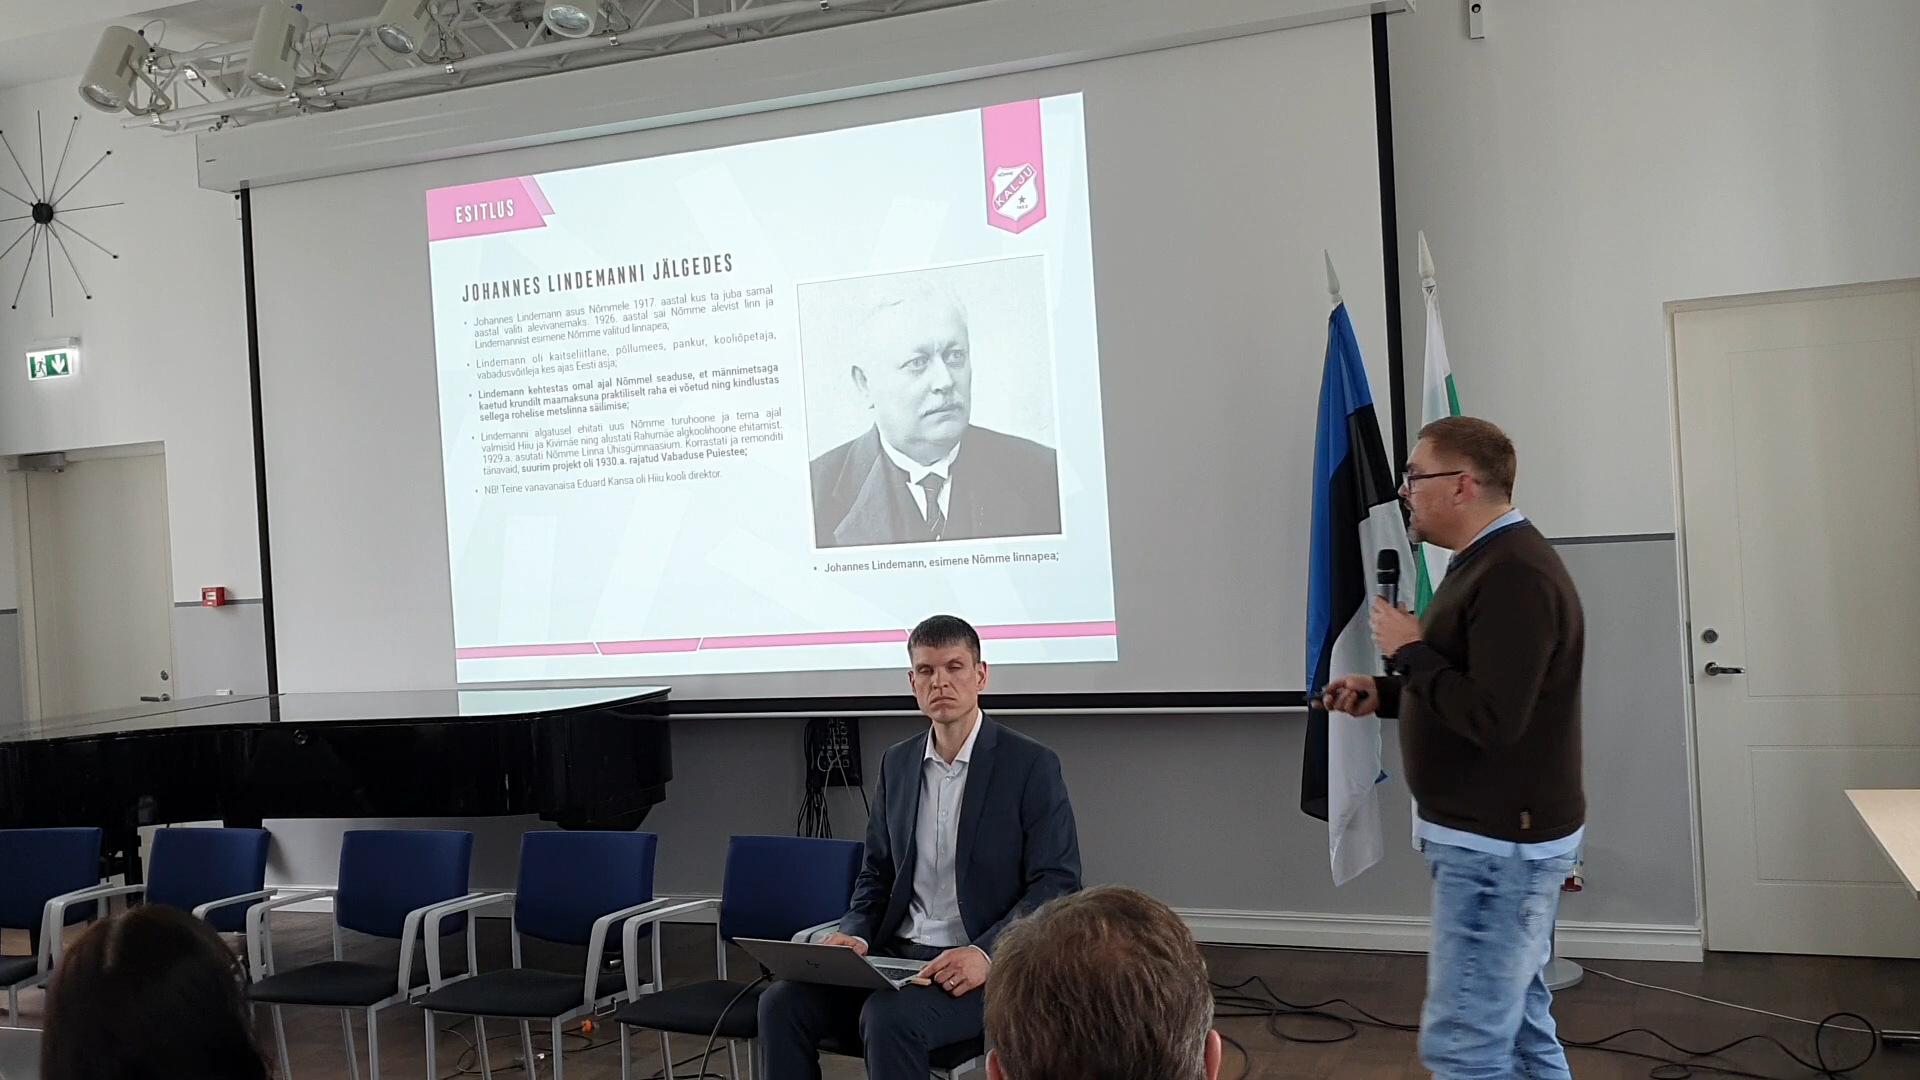 ESITLUS
NÕMME
KALJU
JOHANNES LINDEMANNI JÄLGEDES
• Johannes Lindemann asus Nõmmele 1917. aastal kus ta juba samal
aastal valiti alevivanemaks. 1926. aastal sai Nõmme alevist linn ja
Lindemannist esimene Nõmme valitud linnapea;
• Lindemann oli kaitseliitlane, põllumees, pankur, kooliõpetaja,
vabadusvõitleja kes ajas Eesti asja;
• Lindemann kehtestas omal ajal Nõmmel seaduse, et männimetsaga
kaetud krundilt maamaksuna praktiliselt raha ei võetud ning kindlustas
sellega rohelise metslinna säilimise;
• Lindemanni algatusel ehitati uus Nõmme turuhoone ja tema ajal
valmisid Hiiu ja Kivimäe ning alustati Rahumäe algkoolihoone ehitamist.
1929.a. asutati Nõmme Linna Ühisgümnaasium. Korrastati ja remonditi
tänavaid, suurim projekt oli 1930.a. rajatud Vabaduse Puiestee;
• NB! Teine vanavanaisa Eduard Kansa oli Hiiu kooli direktor.
• Johannes Lindemann, esimene Nõmme linnapea;